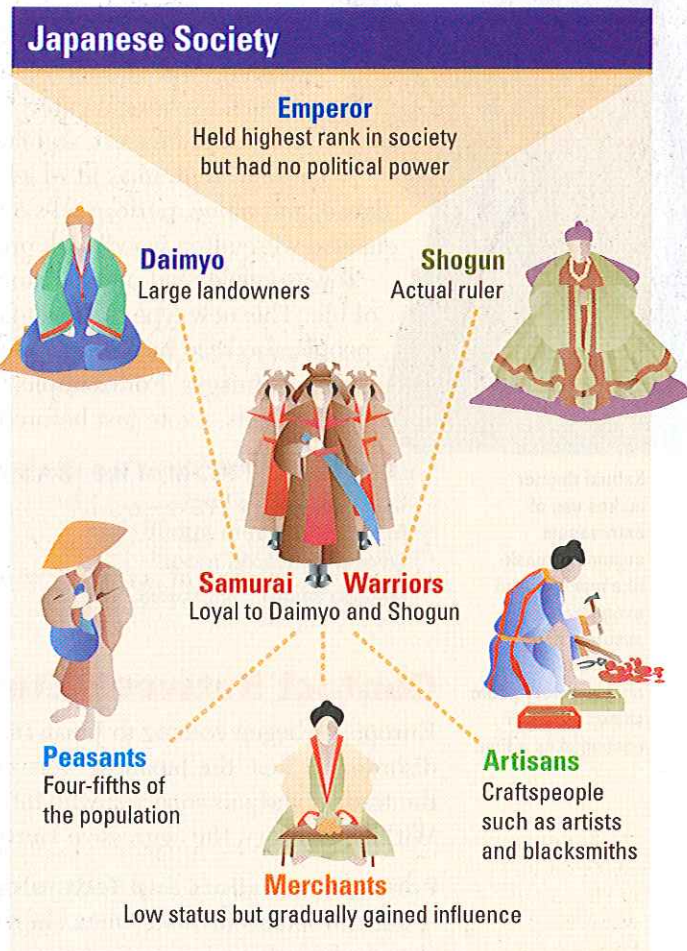 Japanese Society
Emperor
Held highest rank in society
but had no political power
Daimyo
Large landowners
Shogun
Actual ruler
Samurai Warriors
Loyal to Daimyo and Shogun
Peasants
Four-fifths of
the population
Artisans
Craftspeople
such as artists
and blacksmiths
Merchants
Low status but gradually gained influence